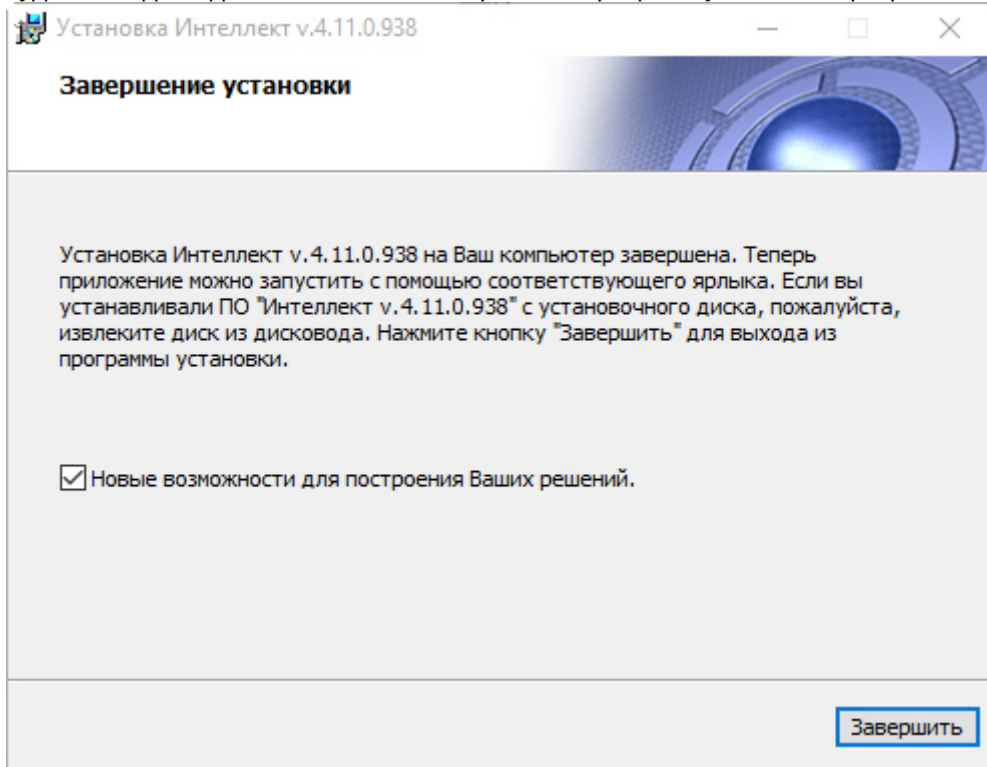 Установка Интеллект v.4.11.0.938
Завершение установки
Установка Интеллект v.4.11.0.938 на Ваш компьютер завершена. Теперь
приложение можно запустить с помощью соответствующего ярлыка. Если вы
устанавливали ПО "Интеллект v.4.11.0.938" с установочного диска, пожалуйста,
извлеките диск из дисковода. Нажмите кнопку "Завершить" для выхода из
программы установки.
Новые возможности для построения Ваших решений.
Завершить